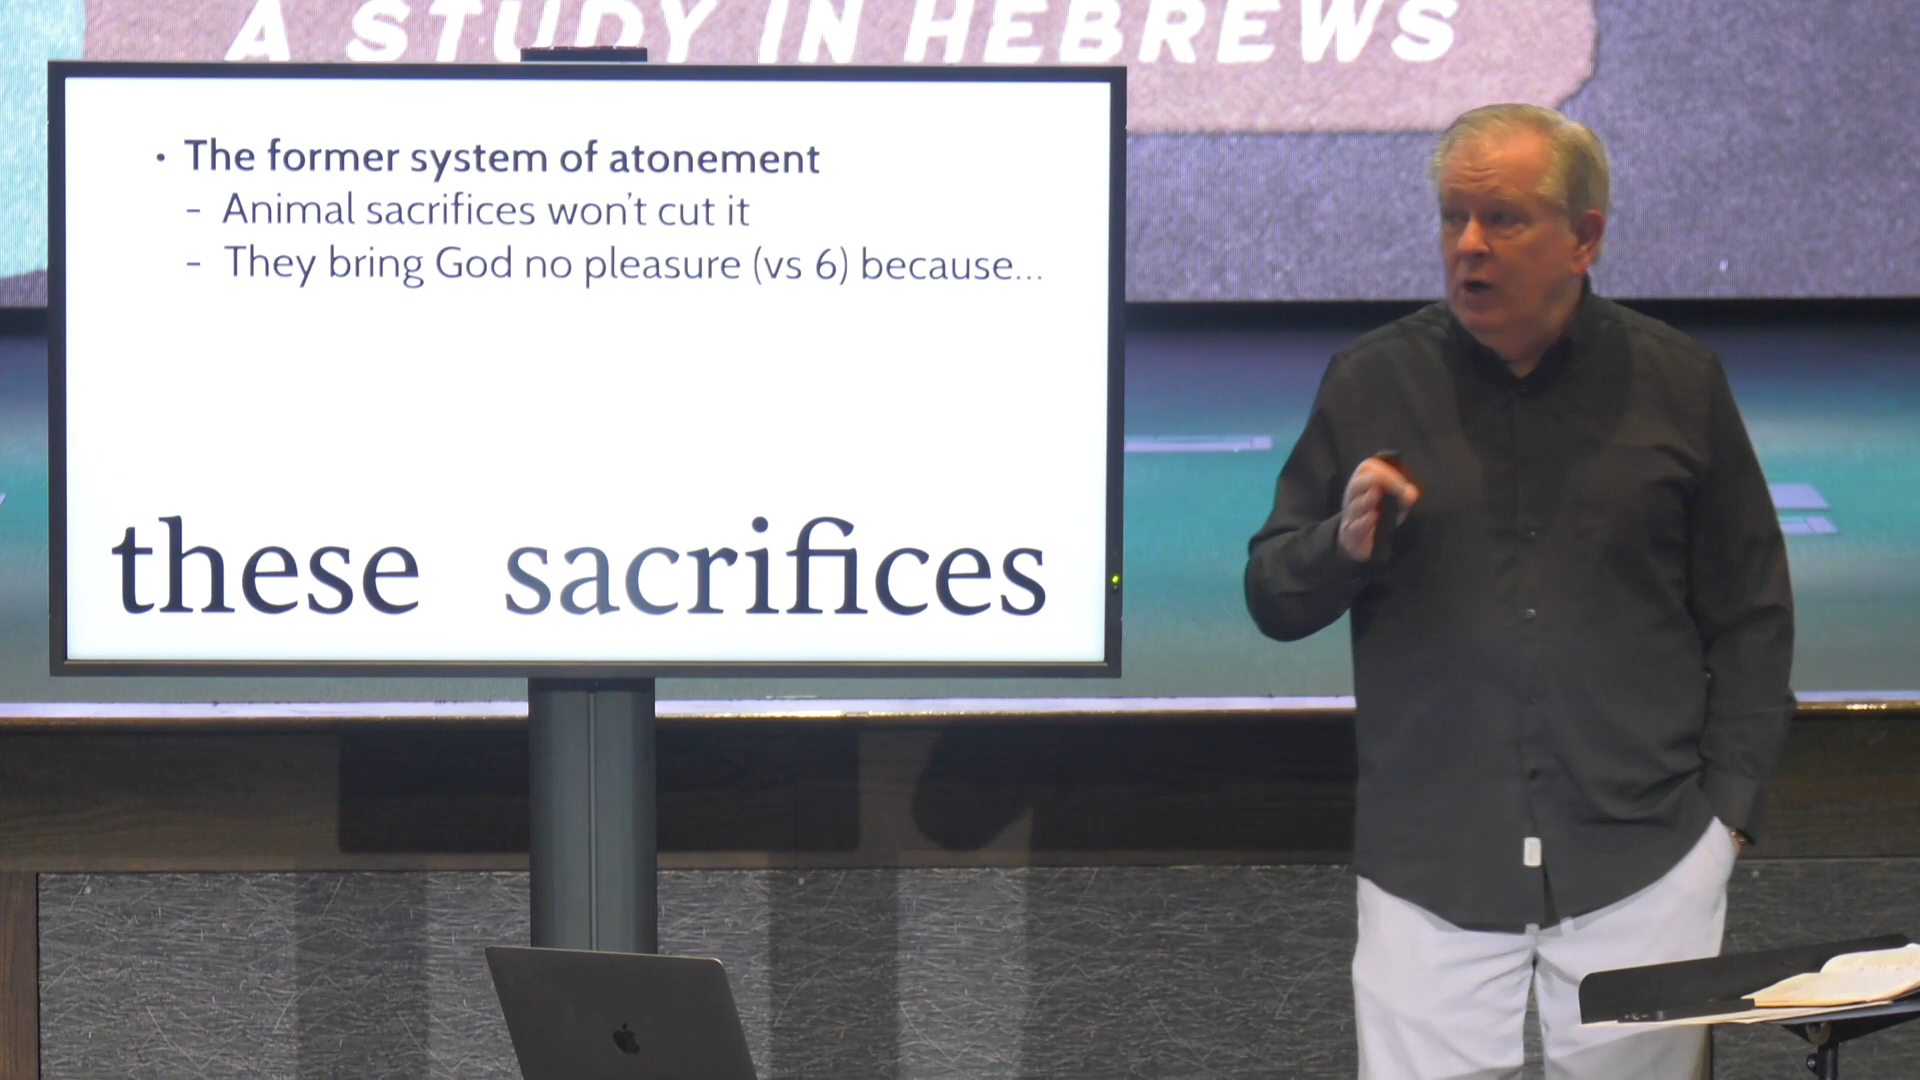 A STUDY IN HEBREWS
• The former system of atonement
– Animal sacrifices won't cut it
– They bring God no pleasure (vs 6) because...
these sacrifices